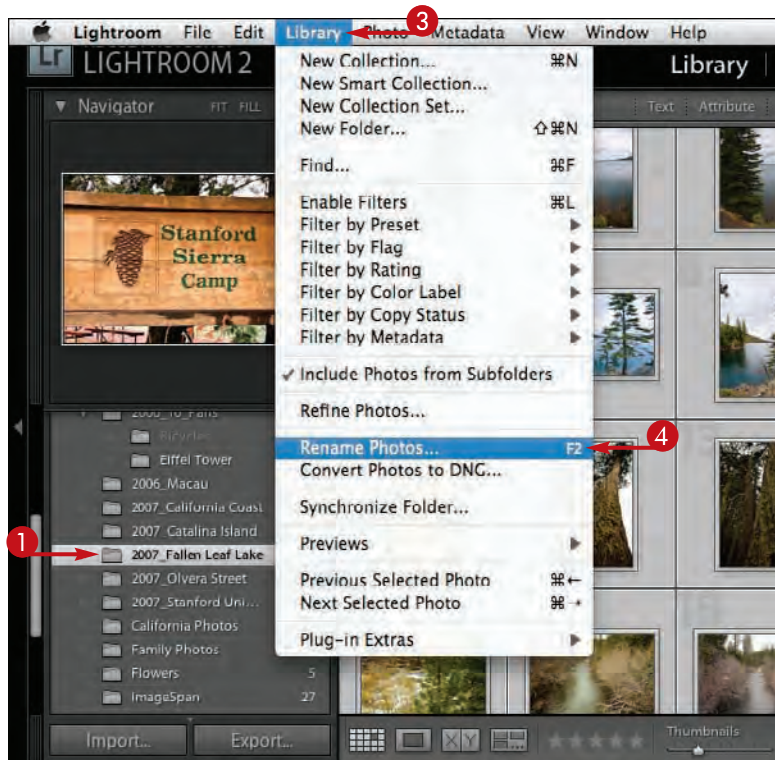 3
Lightroom File Edit Library Photo Metadata View Window Help
Lr LIGHTROOM 2
Library
Navigator FIT FILL
Text Attribute
Stanford
Sierra
Camp
New Collection... ⌘N
New Smart Collection...
New Collection Set...
New Folder... ⇧⌘N
Find... ⌘F
Enable Filters ⌘L
Filter by Preset
Filter by Flag
Filter by Rating
Filter by Color Label
Filter by Copy Status
Filter by Metadata
✓ Include Photos from Subfolders
Refine Photos...
Rename Photos... F2
4
Convert Photos to DNG...
Synchronize Folder...
Previews
Previous Selected Photo ⌘←
Next Selected Photo ⌘→
Plug-in Extras
Bicycles
Eiffel Tower
2006_Macau
2007_California Coast
2007_Catalina Island
1
2007_Fallen Leaf Lake
2007_Olvera Street
2007_Stanford Uni...
California Photos
Family Photos
Flowers 5
ImageSpan 27
Import... Export...
XY
Thumbnails